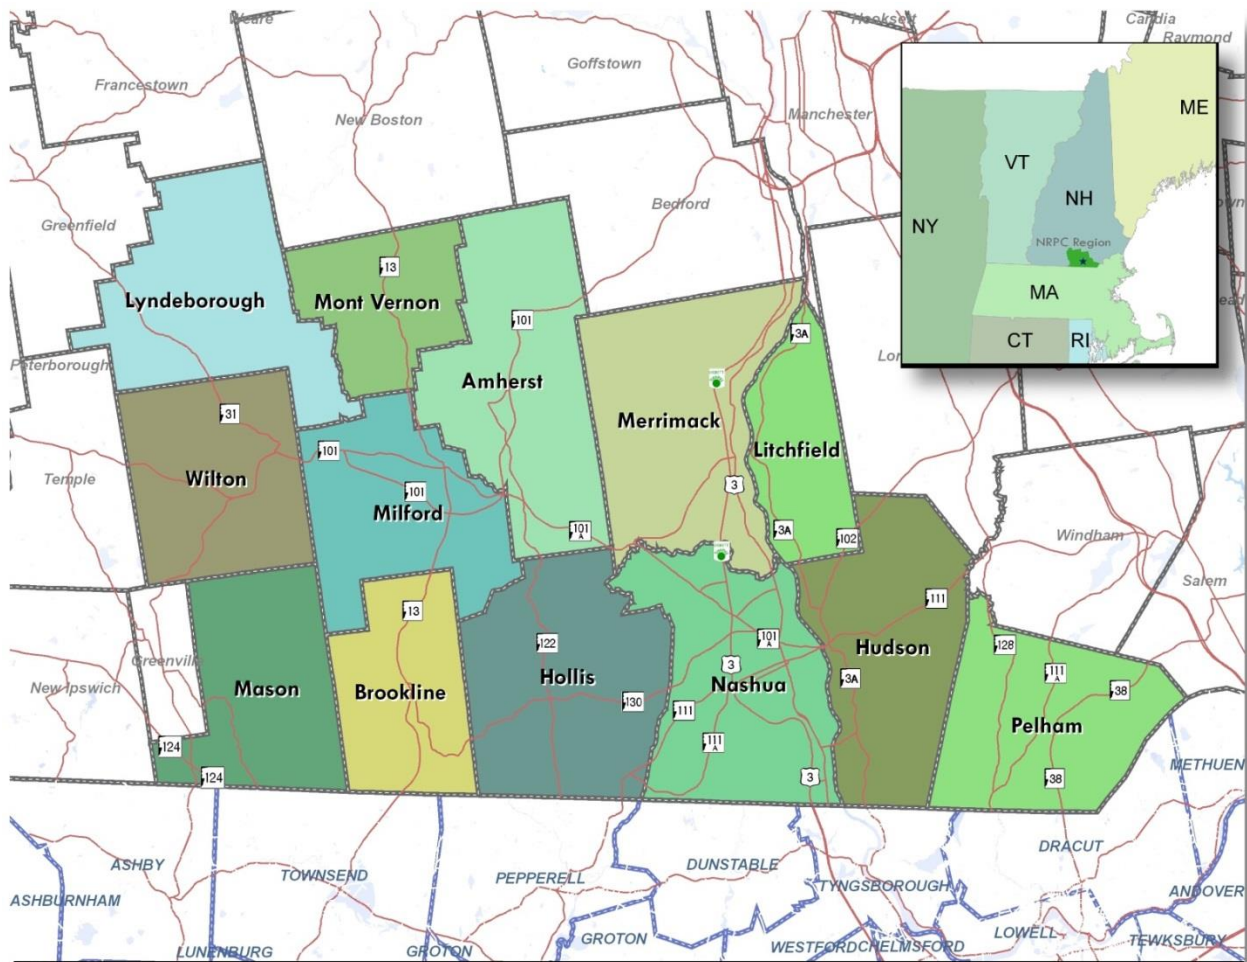 Weare
Hooksett
Candia
Raymond
Goffstown
Francestown
New Boston
Manchester
ME
VT
NH
Greenfield
Bedford
NY
NRPC Region
13
Lyndeborough
Mont Vernon
MA
101
3A
CT
RI
Peterborough
Amherst
31
Merrimack
101
Litchfield
Temple
Wilton
101
3
Milford
101
A
3A
102
Windham
Salem
13
111
122
101
A
128
Hudson
Greenville
3
111
A
New Ipswich
Mason
Brookline
Hollis
Nashua
3A
38
130
111
Pelham
124
111
A
METHUEN
124
3
38
ASHBY
TOWNSEND
PEPPERELL
DUNSTABLE
DRACUT
TYNGSBOROUGH
ANDOVER
ASHBURNHAM
LUNENBURG
GROTON
GROTON
WESTFORD
CHELMSFORD
LOWELL
TEWKSBURY